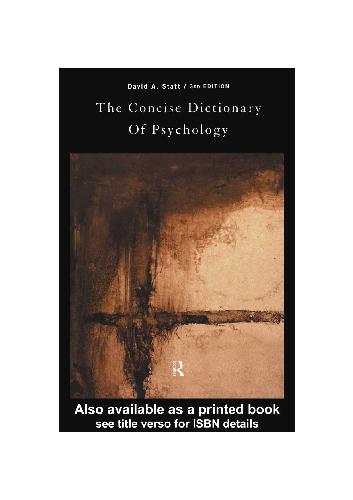 David A. Statt / 3RD EDITION
The Concise Dictionary
Of Psychology
R
Also available as a printed book
see title verso for ISBN details